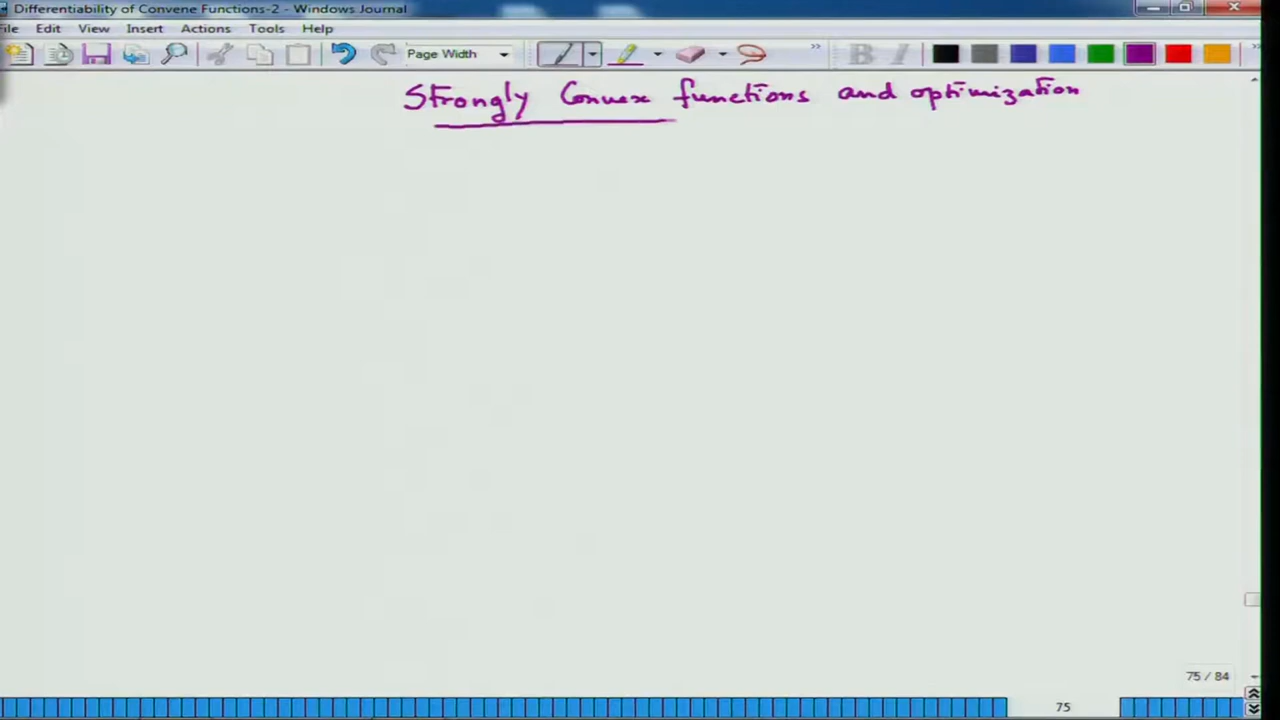 Differentiability of Convene Functions-2 - Windows Journal
File Edit View Insert Actions Tools Help
Page Width B I
Strongly Convex functions and optimization
75 / 84
75